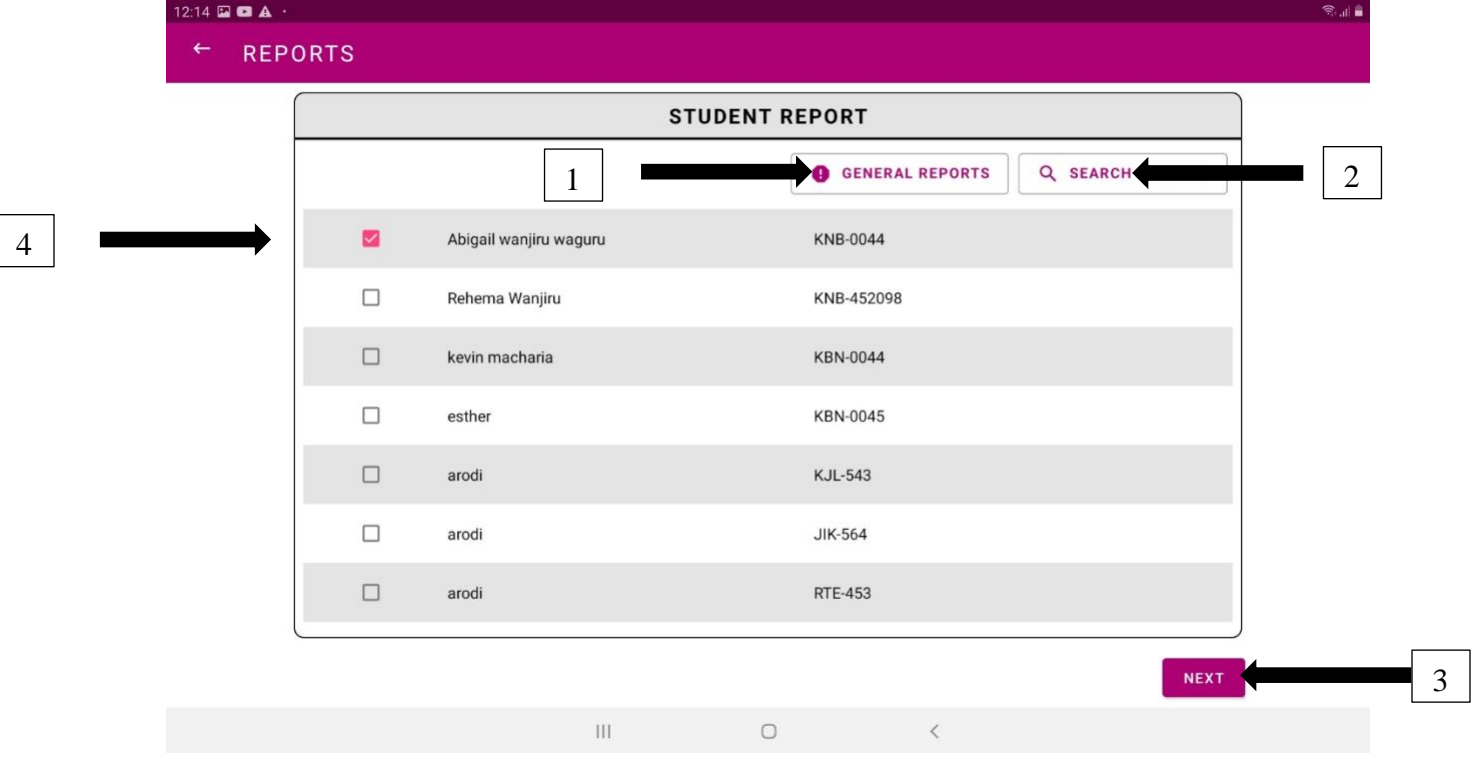 12:14
REPORTS
STUDENT REPORT
1
GENERAL REPORTS
SEARCH
2
4
Abigail wanjiru waguru KNB-0044
Rehema Wanjiru KNB-452098
kevin macharia KBN-0044
esther KBN-0045
arodi KJL-543
arodi JIK-564
arodi RTE-453
NEXT
3